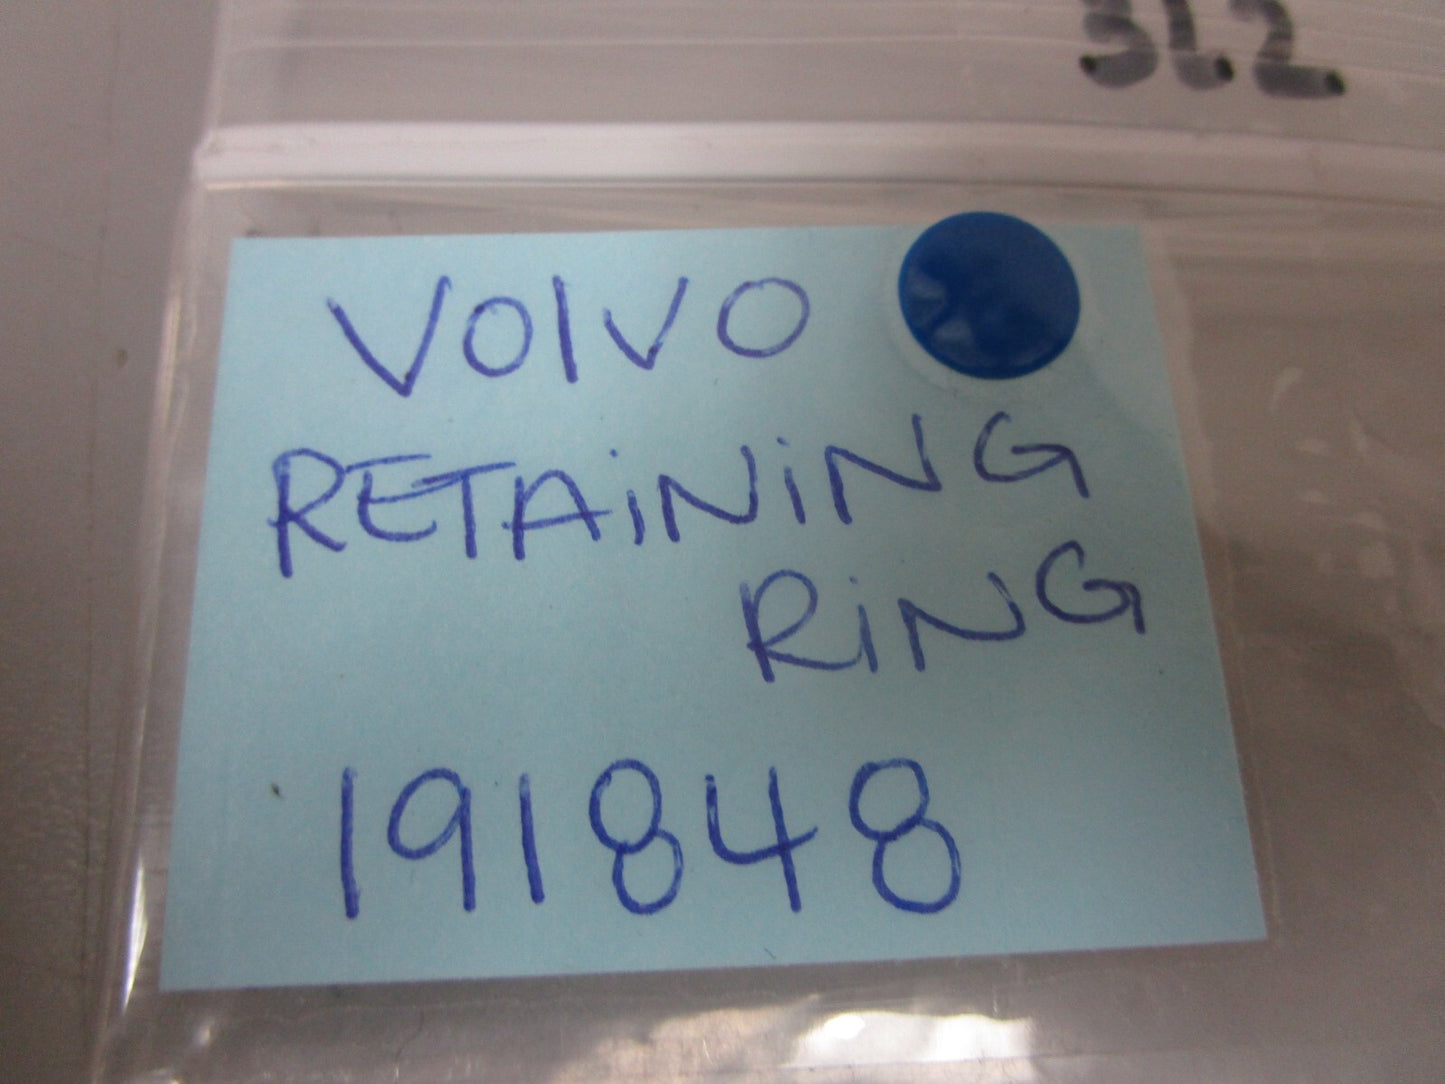 VOLVO
RETAINING
RING
191848